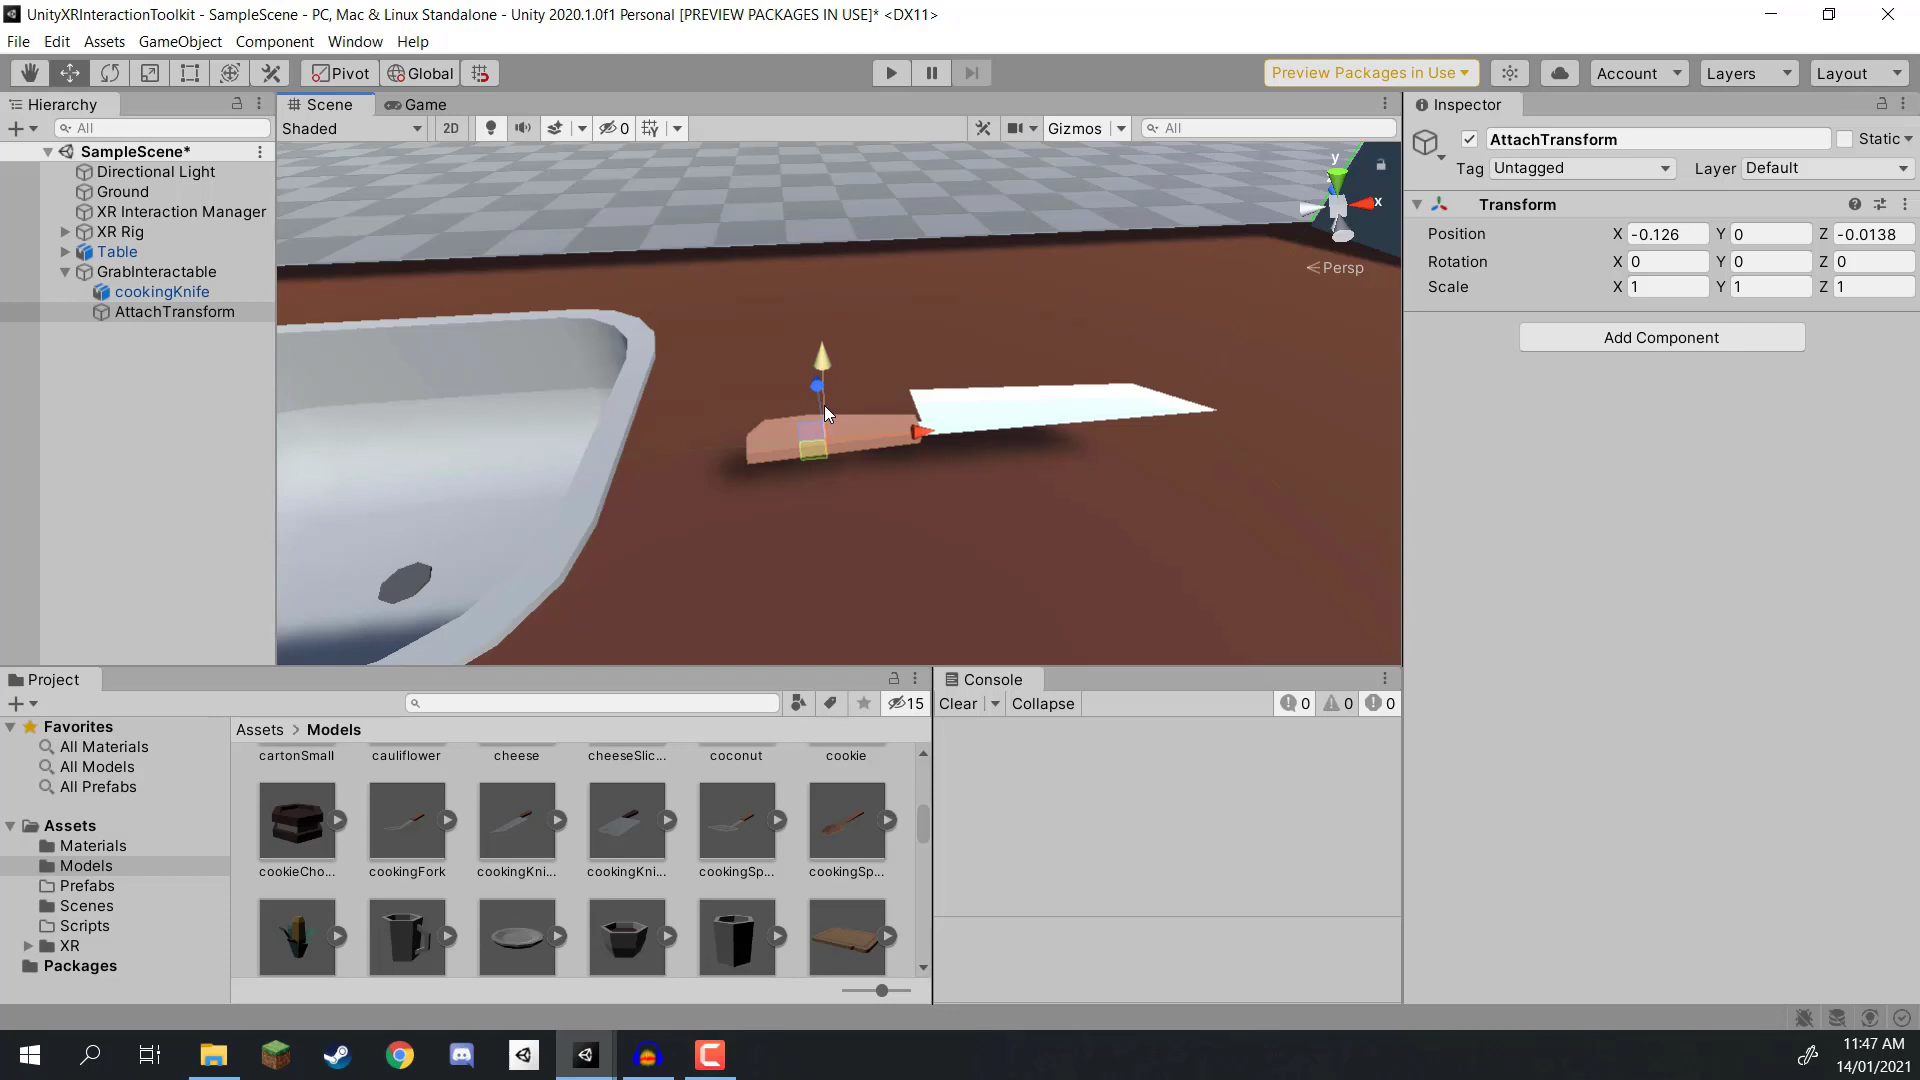 UnityXRInteractionToolkit - SampleScene - PC, Mac & Linux Standalone - Unity 2020.1.0f1 Personal [PREVIEW PACKAGES IN USE]* <DX11>
File Edit Assets GameObject Component Window Help
Pivot Global Preview Packages in Use Account Layers Layout
Hierarchy
All
SampleScene*
Directional Light
Ground
XR Interaction Manager
XR Rig
Table
GrabInteractable
cookingKnife
AttachTransform
Scene Game
Shaded 2D 0 Gizmos All
y
x
Persp
Inspector
AttachTransform Static
Tag Untagged Layer Default
Transform
Position X -0.126 Y 0 Z -0.0138
Rotation X 0 Y 0 Z 0
Scale X 1 Y 1 Z 1
Add Component
Project
15
Favorites
All Materials
All Models
All Prefabs
Assets
Materials
Models
Prefabs
Scenes
Scripts
XR
Packages
Assets > Models
cartonSmall cauliflower cheese cheeseSlic... coconut cookie
cookieCho... cookingFork cookingKni... cookingKni... cookingSp... cookingSp...
Console
Clear Collapse 0 0 0
11:47 AM
14/01/2021